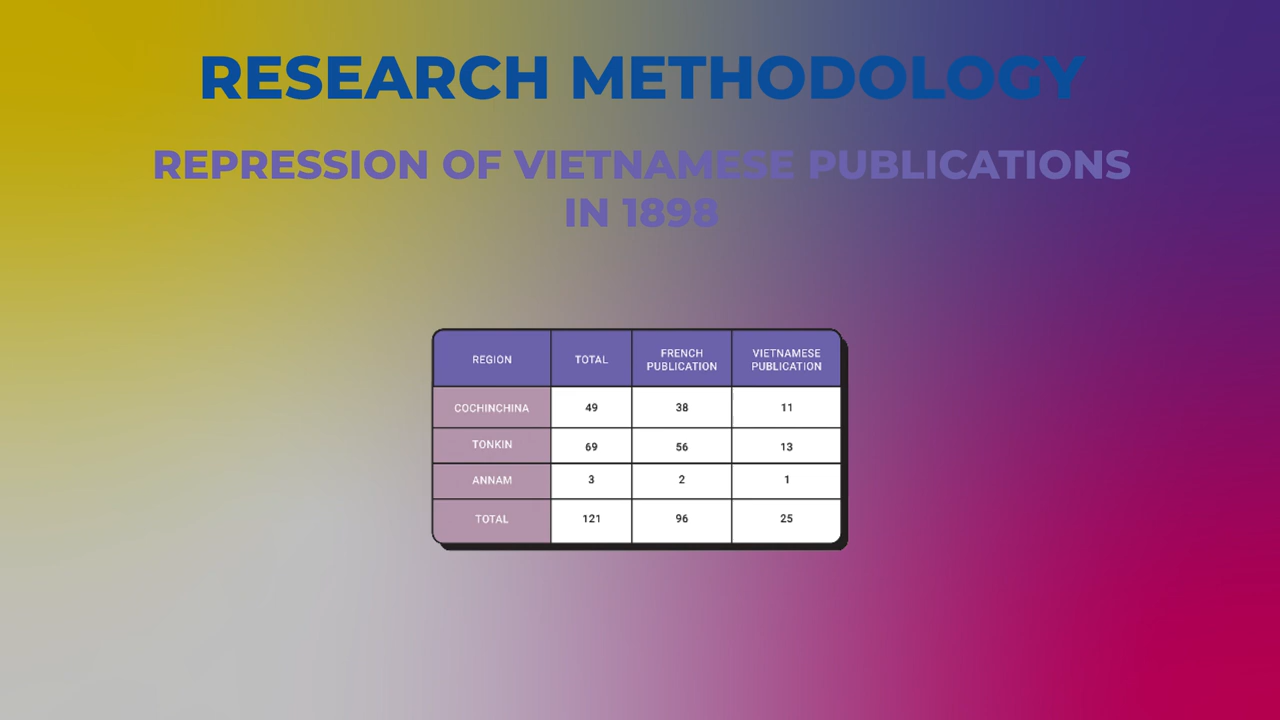 RESEARCH METHODOLOGY
REPRESSION OF VIETNAMESE PUBLICATIONS
IN 1898
REGION TOTAL FRENCH PUBLICATION VIETNAMESE PUBLICATION
COCHINCHINA 49 38 11
TONKIN 69 56 13
ANNAM 3 2 1
TOTAL 121 96 25